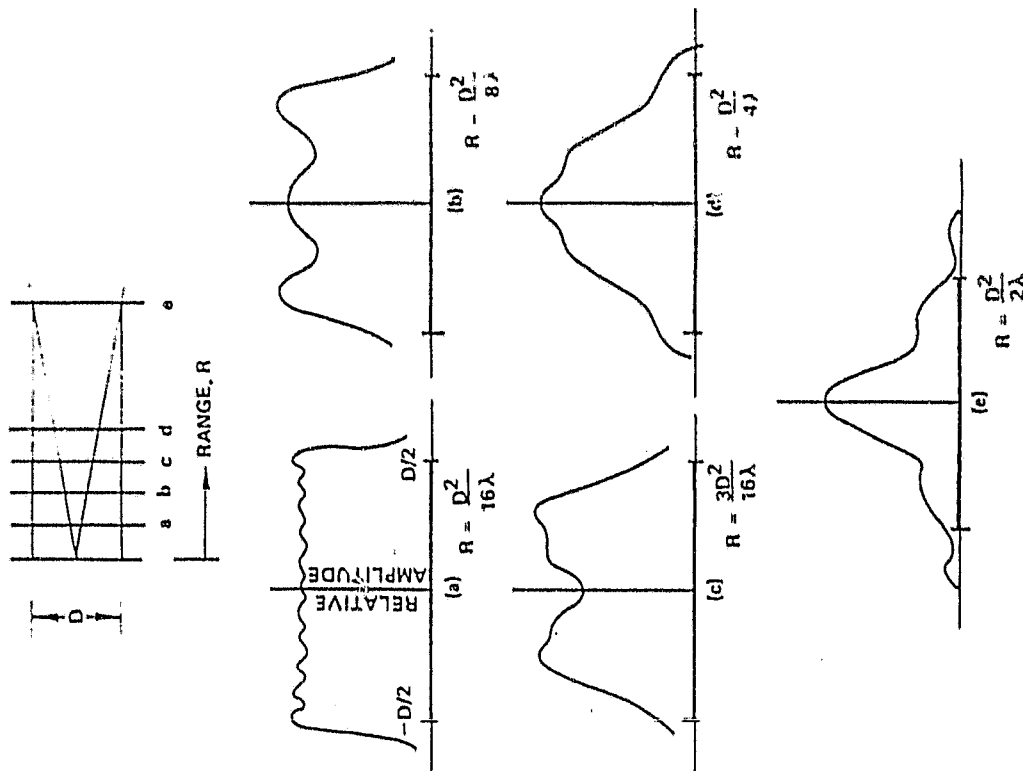 D
a b c d e
RANGE, R
RELATIVE
AMPLITUDE
-D/2
D/2
(a)
R = D²/16λ
(b)
R - D²/8λ
(c)
R = 3D²/16λ
(d)
R - D²/4λ
(e)
R = D²/2λ